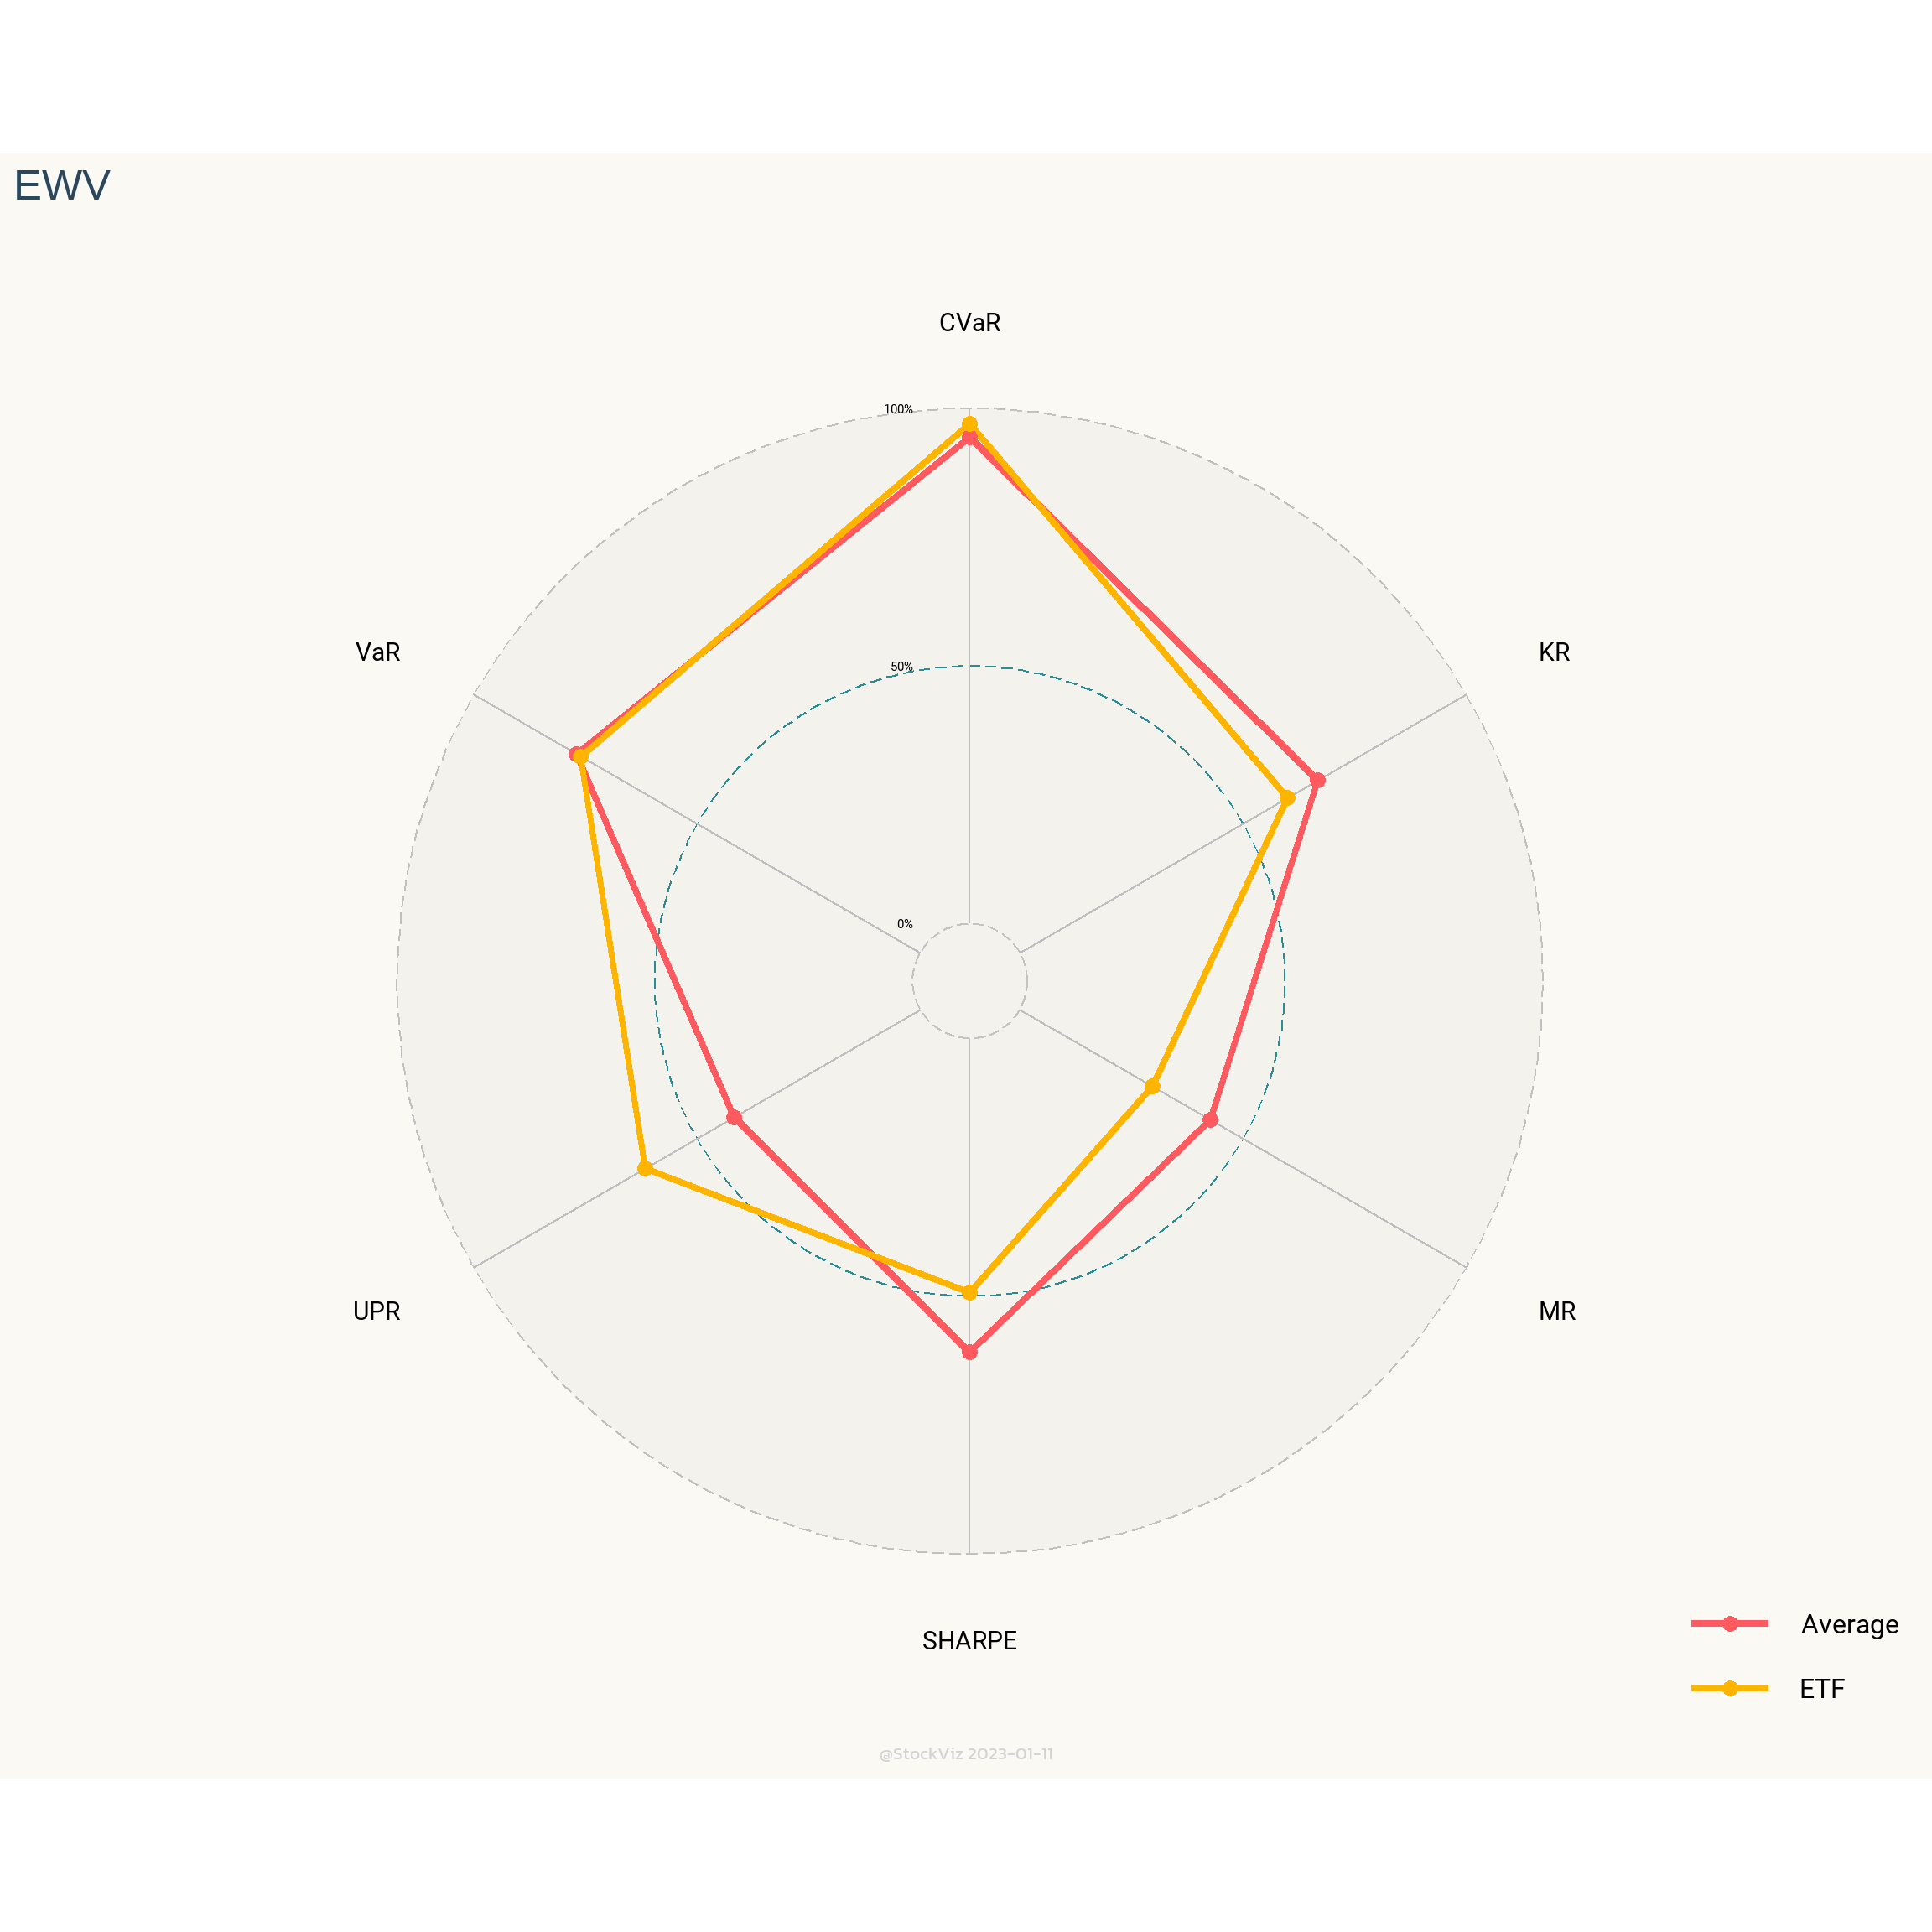 EWV
CVaR
100%
KR
VaR
50%
0%
UPR
MR
SHARPE
Average
ETF
@StockViz 2023-01-11